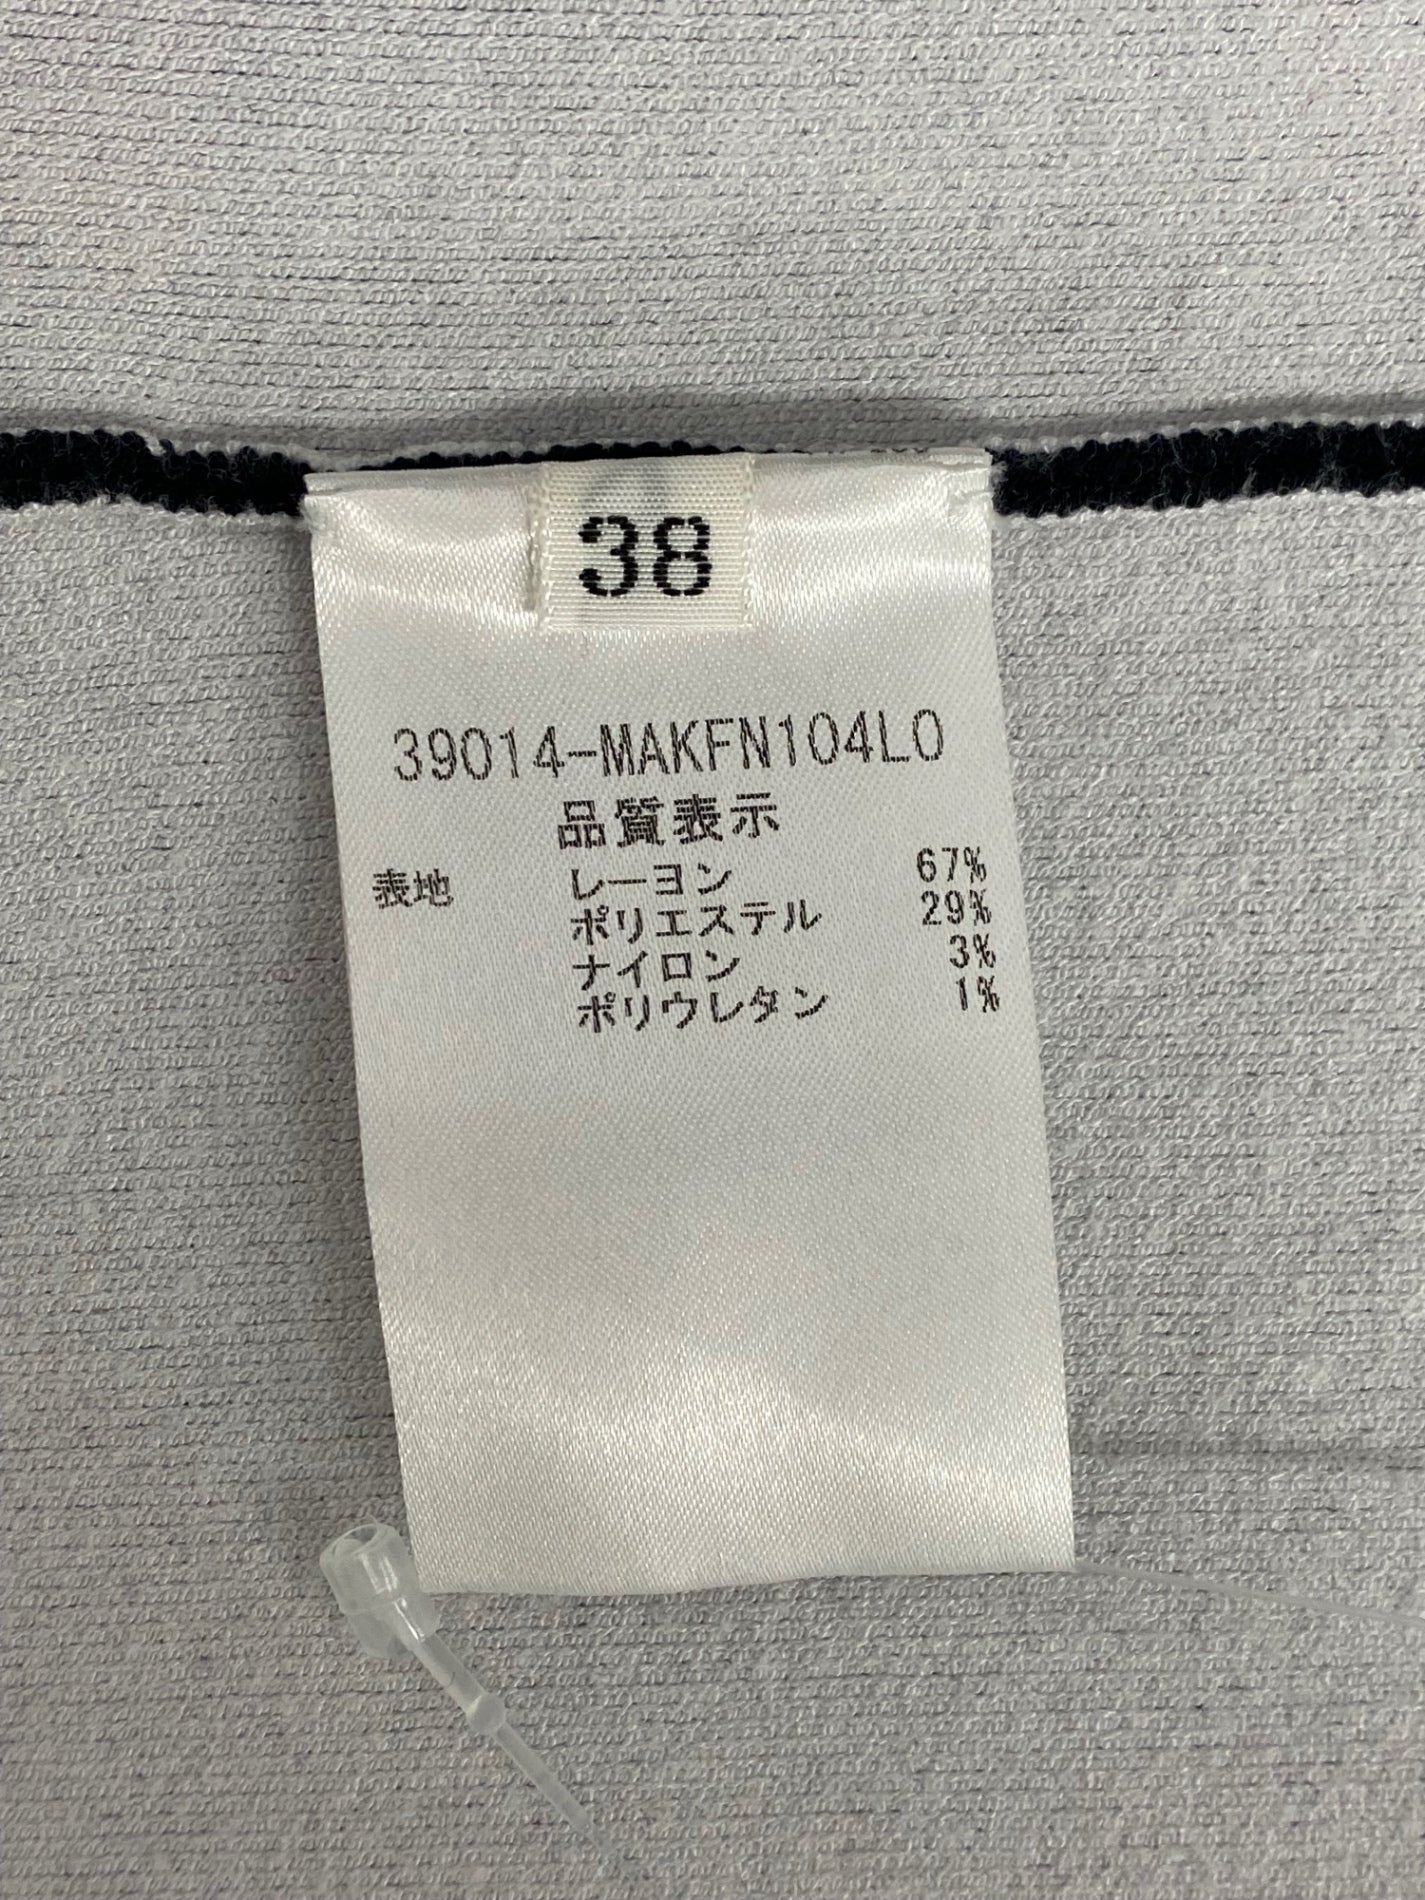 38
39014-MAKFN104LO
品質表示
表地 レーヨン 67%
ポリエステル 29%
ナイロン 3%
ポリウレタン 1%